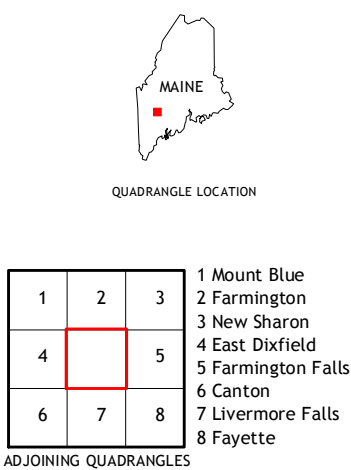 MAINE
QUADRANGLE LOCATION
1 2 3
4 5
6 7 8
1 Mount Blue
2 Farmington
3 New Sharon
4 East Dixfield
5 Farmington Falls
6 Canton
7 Livermore Falls
8 Fayette
ADJOINING QUADRANGLES